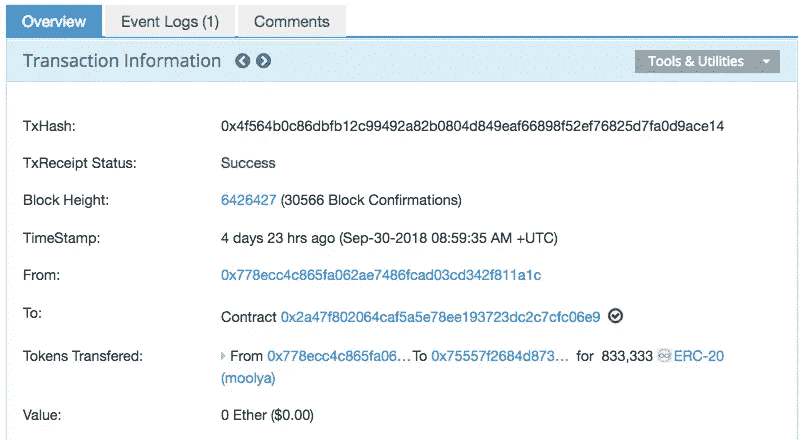 Overview Event Logs (1) Comments
Transaction Information Tools & Utilities
TxHash: 0x4f564b0c86dbfb12c99492a82b0804d849eaf66898f52ef76825d7fa0d9ace14
TxReceipt Status: Success
Block Height: 6426427 (30566 Block Confirmations)
TimeStamp: 4 days 23 hrs ago (Sep-30-2018 08:59:35 AM +UTC)
From: 0x778ecc4c865fa062ae7486fcad03cd342f811a1c
To: Contract 0x2a47f802064caf5a5e78ee193723dc2c7cfc06e9
Tokens Transfered: From 0x778ecc4c865fa06... To 0x75557f2684d873... for 833,333 ERC-20
(moolya)
Value: 0 Ether ($0.00)